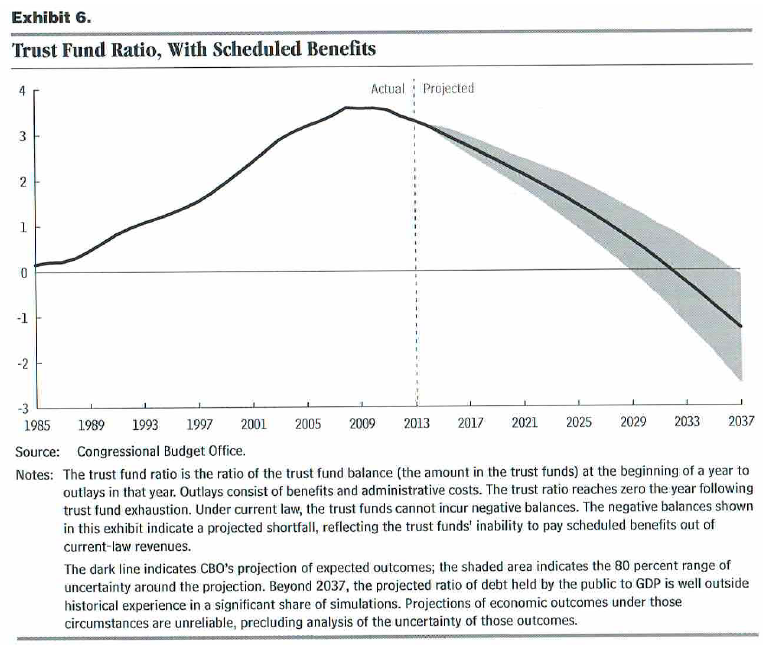 Exhibit 6.
Trust Fund Ratio, With Scheduled Benefits
Actual Projected
4
3
2
1
0
-1
-2
-3
1985 1989 1993 1997 2001 2005 2009 2013 2017 2021 2025 2029 2033 2037
Source: Congressional Budget Office.
Notes: The trust fund ratio is the ratio of the trust fund balance (the amount in the trust funds) at the beginning of a year to
outlays in that year. Outlays consist of benefits and administrative costs. The trust ratio reaches zero the year following
trust fund exhaustion. Under current law, the trust funds cannot incur negative balances. The negative balances shown
in this exhibit indicate a projected shortfall, reflecting the trust funds' inability to pay scheduled benefits out of
current-law revenues.
The dark line indicates CBO's projection of expected outcomes; the shaded area indicates the 80 percent range of
uncertainty around the projection. Beyond 2037, the projected ratio of debt held by the public to GDP is well outside
historical experience in a significant share of simulations. Projections of economic outcomes under those
circumstances are unreliable, precluding analysis of the uncertainty of those outcomes.